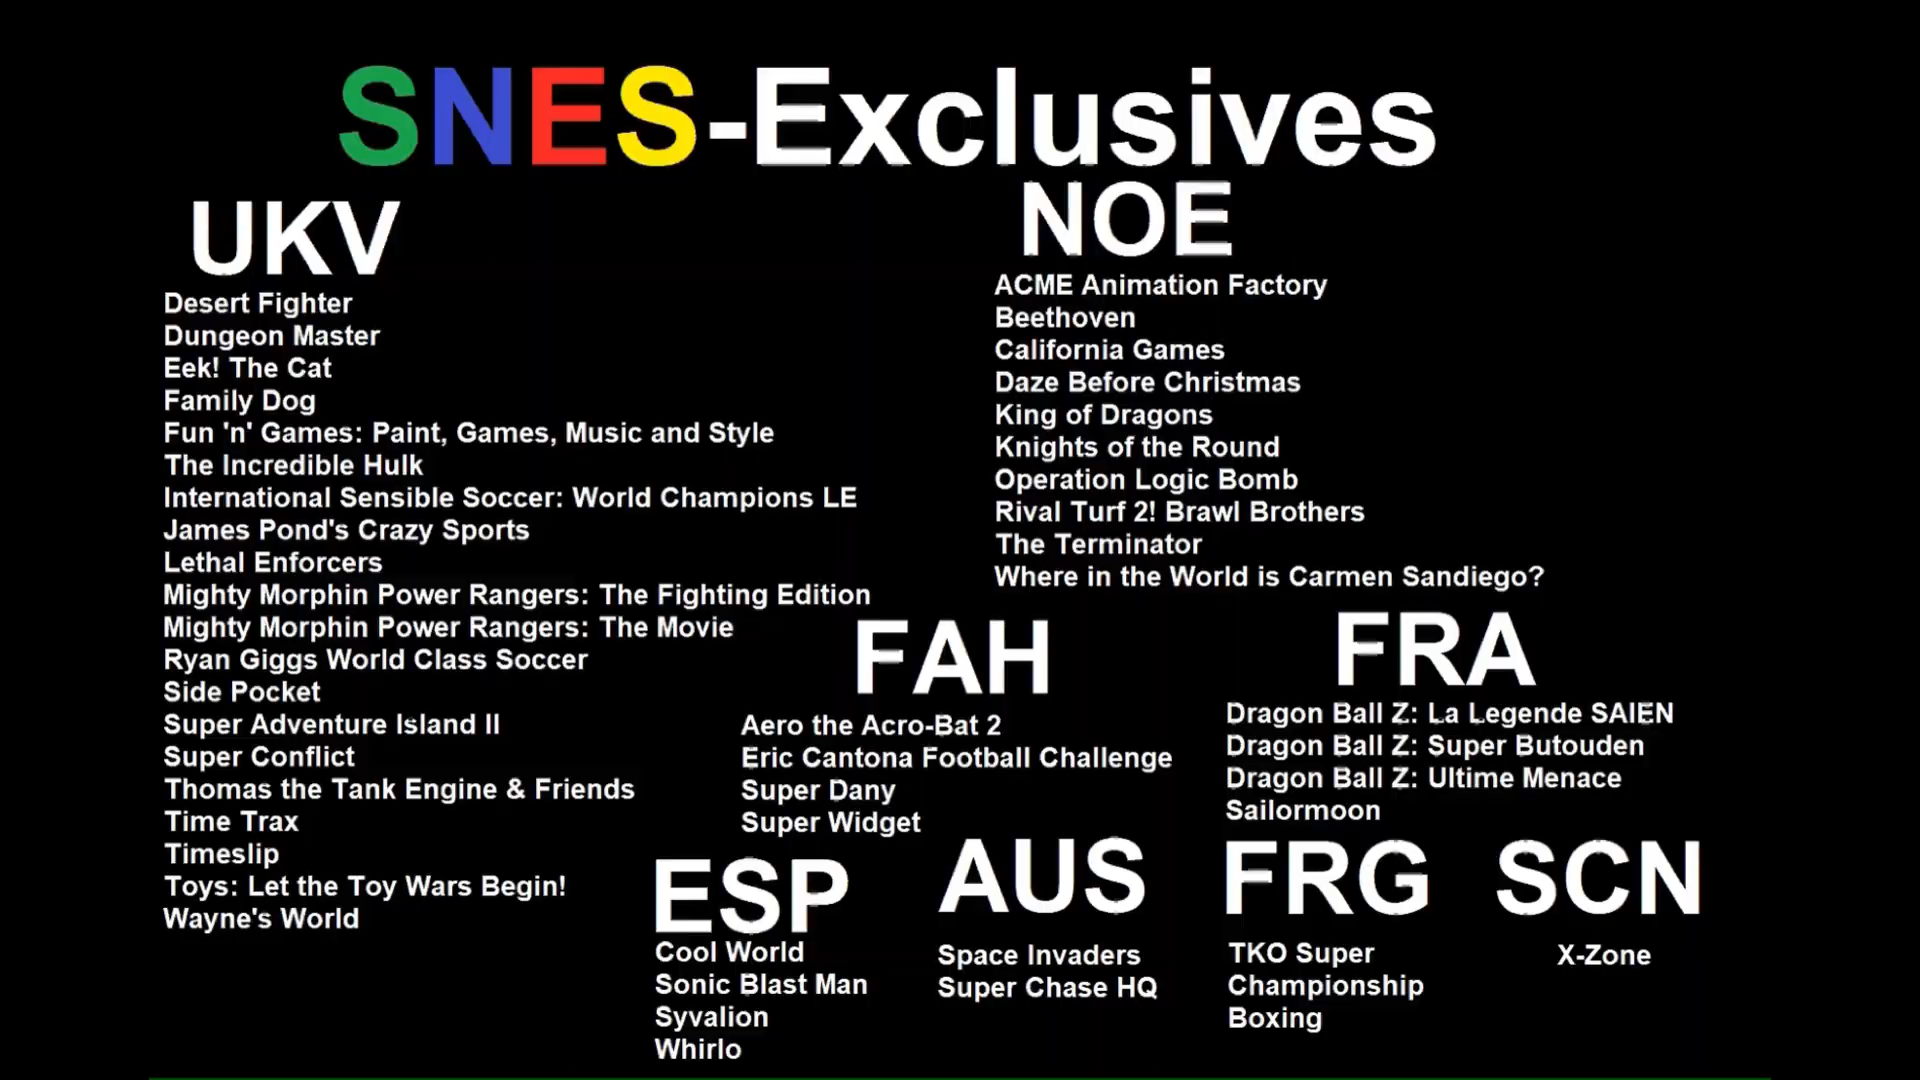 SNES-Exclusives
UKV
Desert Fighter
Dungeon Master
Eek! The Cat
Family Dog
Fun 'n' Games: Paint, Games, Music and Style
The Incredible Hulk
International Sensible Soccer: World Champions LE
James Pond's Crazy Sports
Lethal Enforcers
Mighty Morphin Power Rangers: The Fighting Edition
Mighty Morphin Power Rangers: The Movie
Ryan Giggs World Class Soccer
Side Pocket
Super Adventure Island II
Super Conflict
Thomas the Tank Engine & Friends
Time Trax
Timeslip
Toys: Let the Toy Wars Begin!
Wayne's World
NOE
ACME Animation Factory
Beethoven
California Games
Daze Before Christmas
King of Dragons
Knights of the Round
Operation Logic Bomb
Rival Turf 2! Brawl Brothers
The Terminator
Where in the World is Carmen Sandiego?
FAH
Aero the Acro-Bat 2
Eric Cantona Football Challenge
Super Dany
Super Widget
FRA
Dragon Ball Z: La Legende SAIEN
Dragon Ball Z: Super Butouden
Dragon Ball Z: Ultime Menace
Sailormoon
ESP
Cool World
Sonic Blast Man
Syvalion
Whirlo
AUS
Space Invaders
Super Chase HQ
FRG
TKO Super
Championship
Boxing
SCN
X-Zone